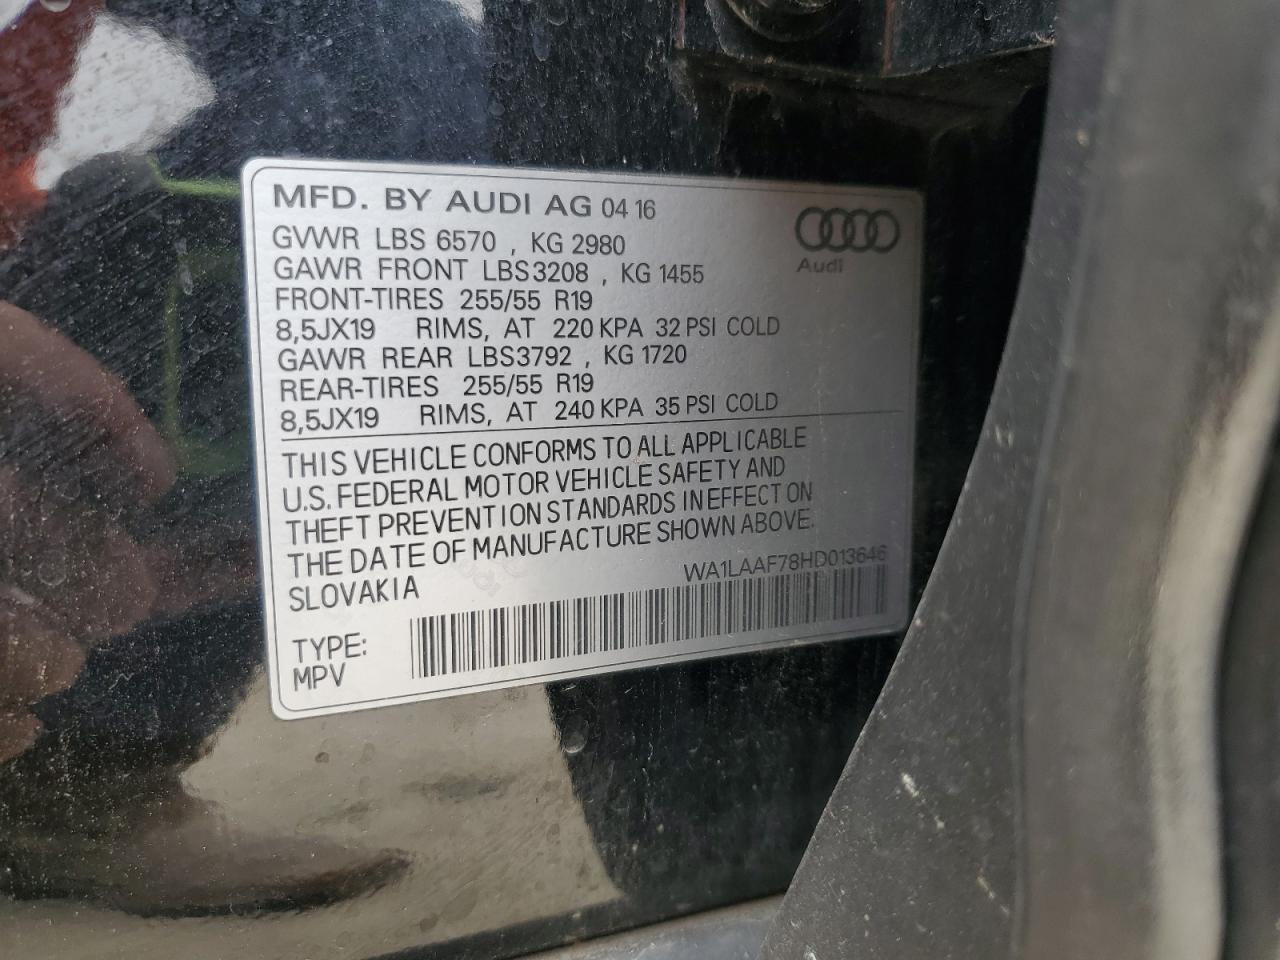 MFD. BY AUDI AG 04 16
GVWR LBS 6570 , KG 2980
GAWR FRONT LBS3208 , KG 1455
FRONT-TIRES 255/55 R19
8,5JX19 RIMS, AT 220 KPA 32 PSI COLD
GAWR REAR LBS3792 , KG 1720
REAR-TIRES 255/55 R19
8,5JX19 RIMS, AT 240 KPA 35 PSI COLD
Audi
THIS VEHICLE CONFORMS TO ALL APPLICABLE
U.S. FEDERAL MOTOR VEHICLE SAFETY AND
THEFT PREVENTION STANDARDS IN EFFECT ON
THE DATE OF MANUFACTURE SHOWN ABOVE.
SLOVAKIA
WA1LAAF78HD013646
TYPE:
MPV